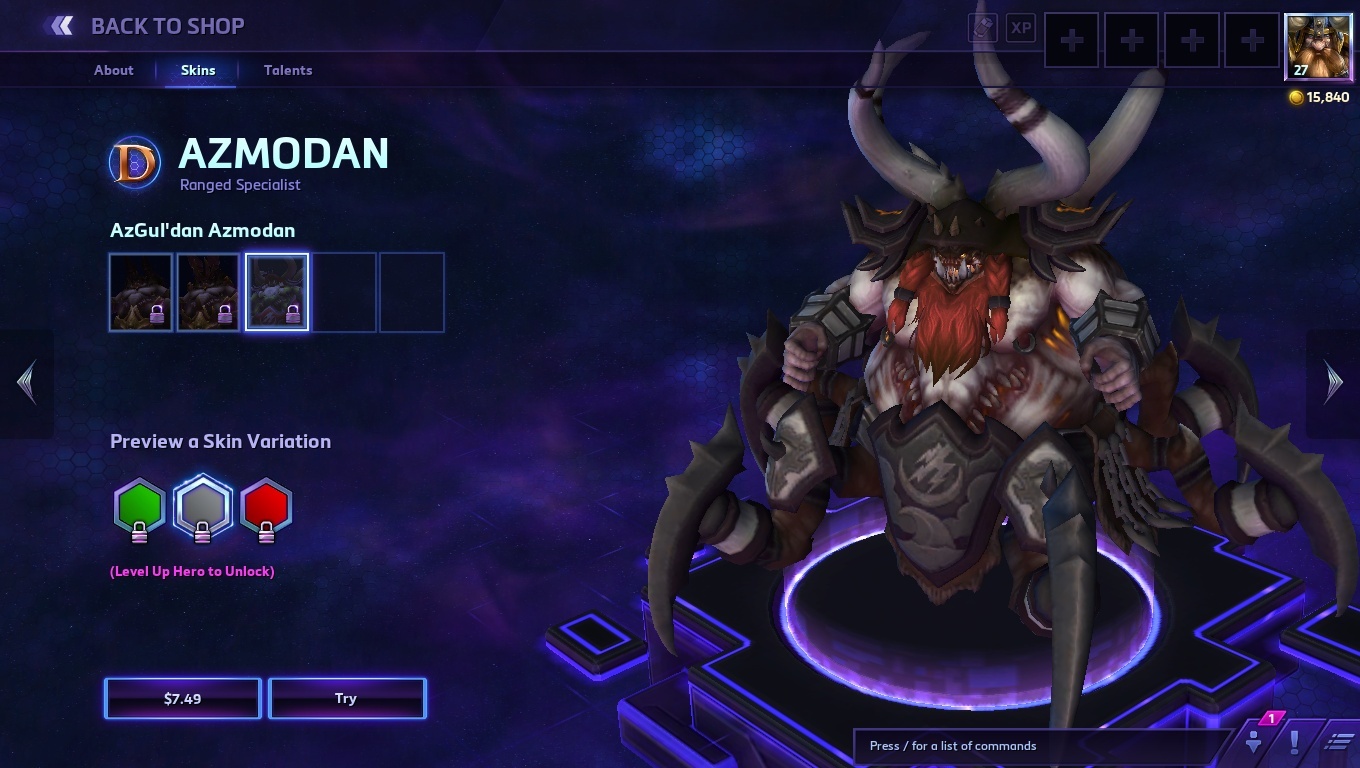 BACK TO SHOP
XP
27
15,840
About
Skins
Talents
D
AZMODAN
Ranged Specialist
AzGul'dan Azmodan
Preview a Skin Variation
(Level Up Hero to Unlock)
$7.49
Try
1
Press / for a list of commands